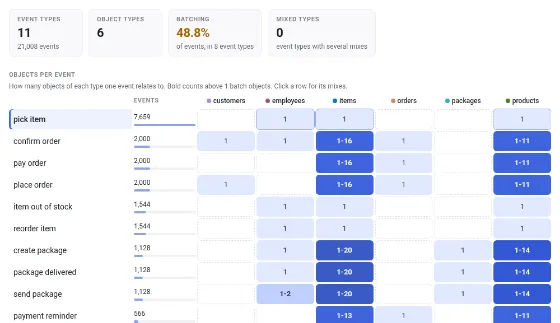 EVENT TYPES
11
21,008 events
OBJECT TYPES
6
BATCHING
48.8%
of events, in 8 event types
MIXED TYPES
0
event types with several mixes
OBJECTS PER EVENT
How many objects of each type one event relates to. Bold counts above 1 batch objects. Click a row for its mixes.
EVENTS customers employees items orders packages products
pick item 7,659 1 1 1
confirm order 2,000 1 1 1-16 1 1-11
pay order 2,000 1-16 1 1-11
place order 2,000 1 1-16 1 1-11
item out of stock 1,544 1 1 1
reorder item 1,544 1 1 1
create package 1,128 1 1-20 1 1-14
package delivered 1,128 1 1-20 1 1-14
send package 1,128 1-2 1-20 1 1-14
payment reminder 566 1-13 1 1-11